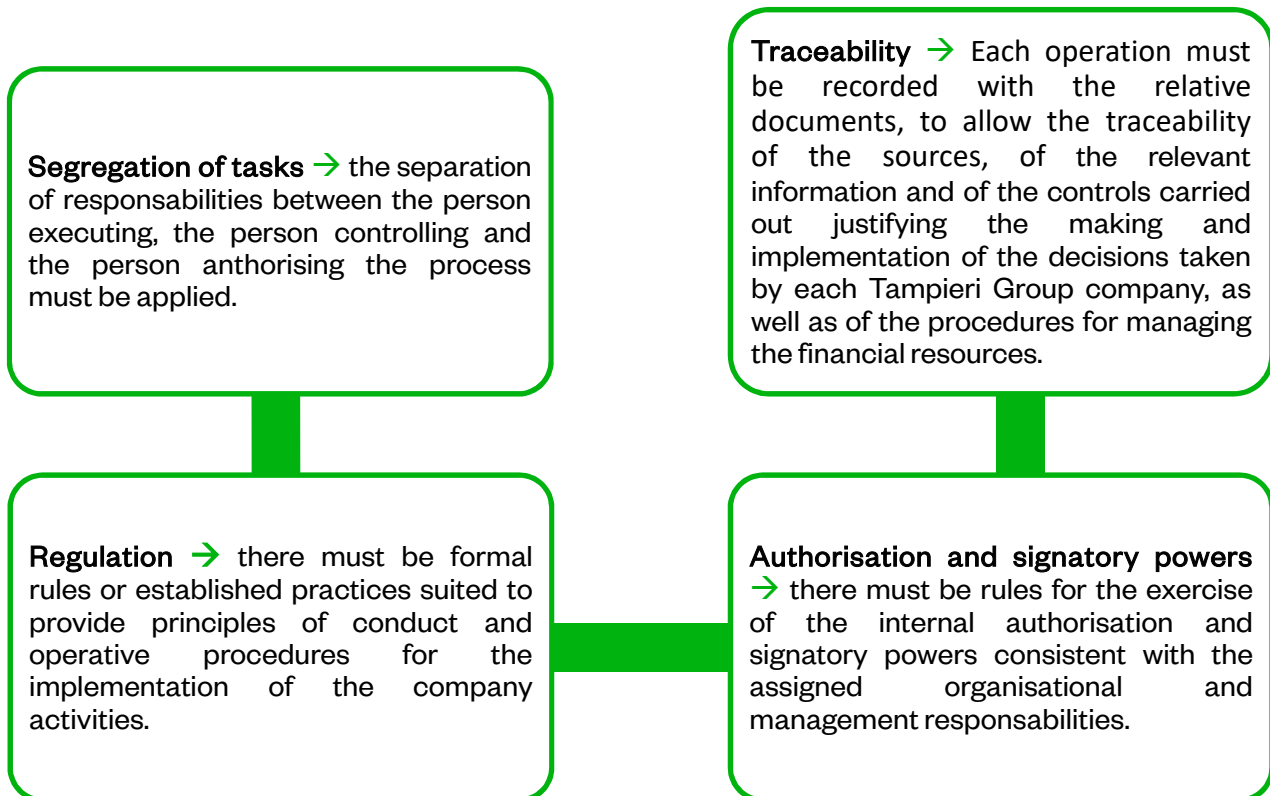 Segregation of tasks → the separation
of responsabilities between the person
executing, the person controlling and
the person anthorising the process
must be applied.
Regulation → there must be formal
rules or established practices suited to
provide principles of conduct and
operative procedures for the
implementation of the company
activities.
Authorisation and signatory powers
→ there must be rules for the exercise
of the internal authorisation and
signatory powers consistent with the
assigned organisational and
management responsabilities.
Traceability → Each operation must
be recorded with the relative
documents, to allow the traceability
of the sources, of the relevant
information and of the controls carried
out justifying the making and
implementation of the decisions taken
by each Tampieri Group company, as
well as of the procedures for managing
the financial resources.